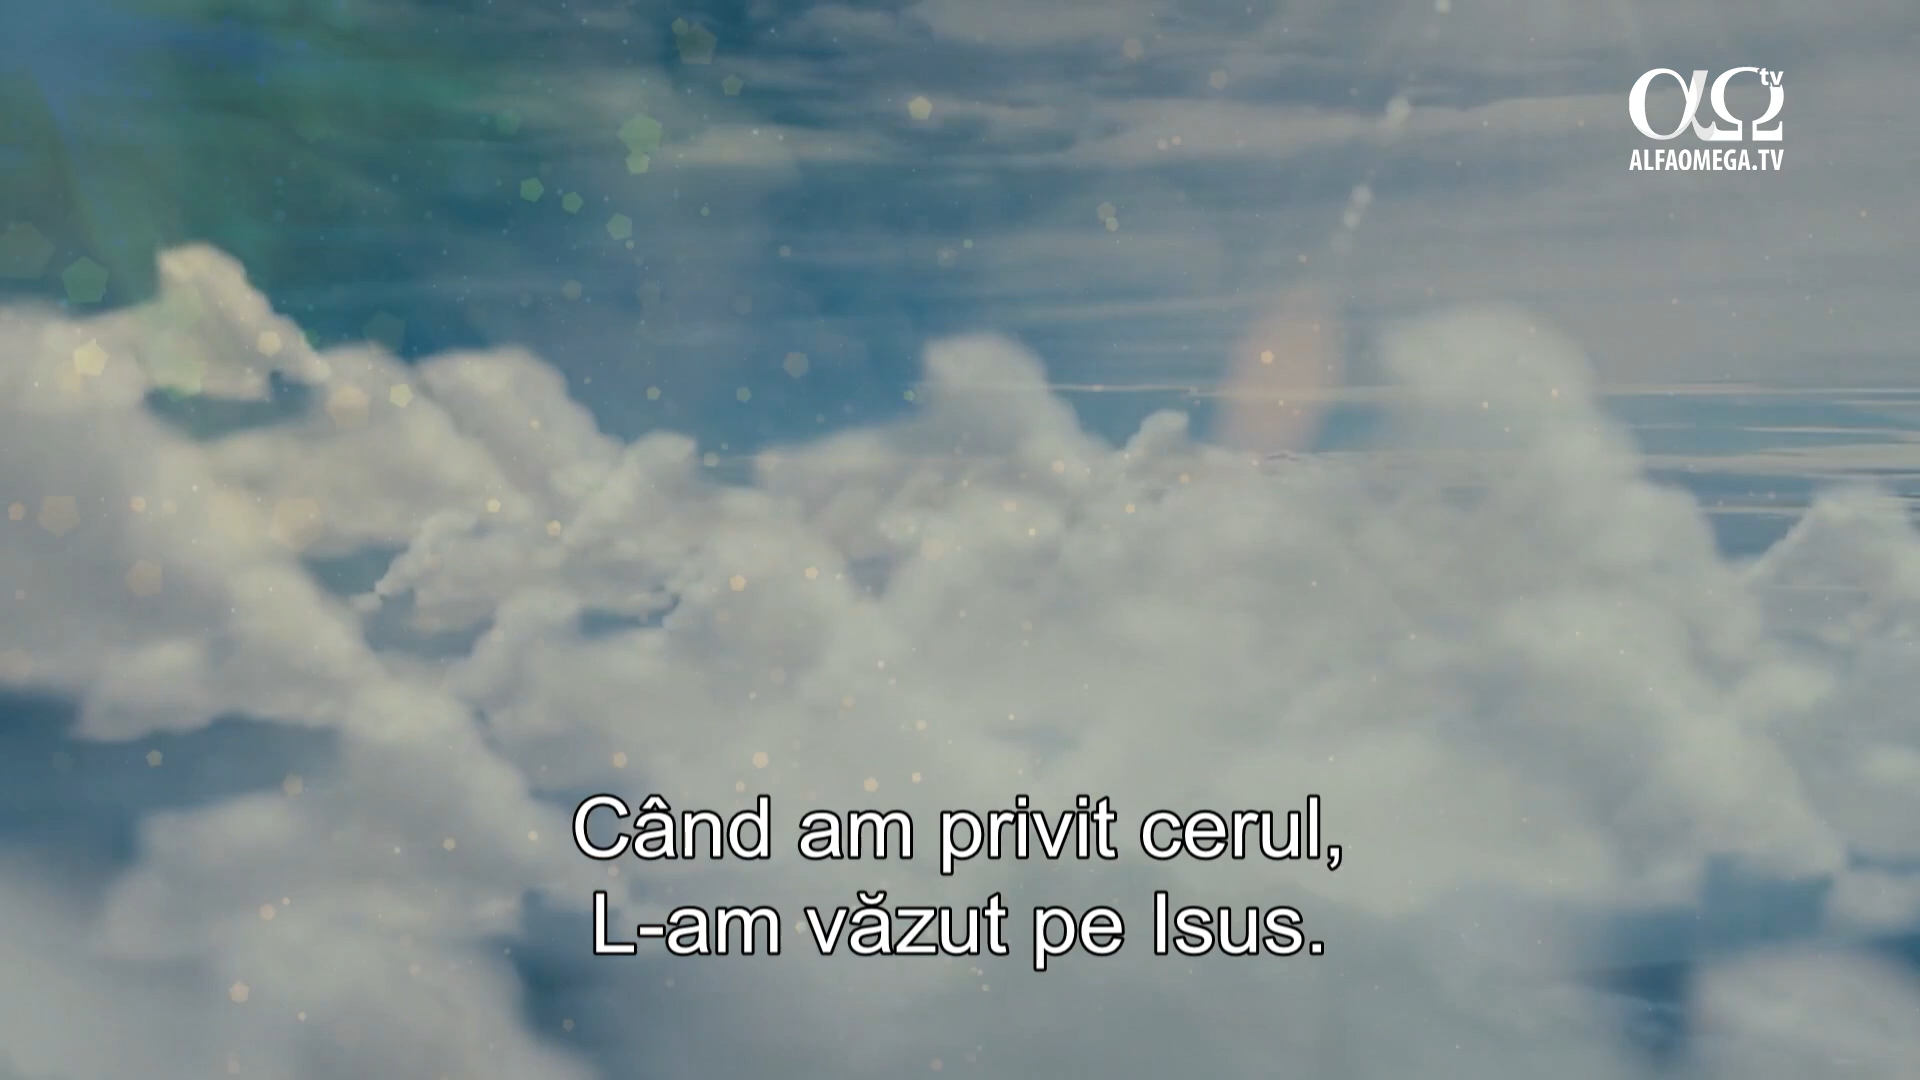 αΩ tv
ALFAOMEGA.TV
Când am privit cerul,
L-am văzut pe Isus.